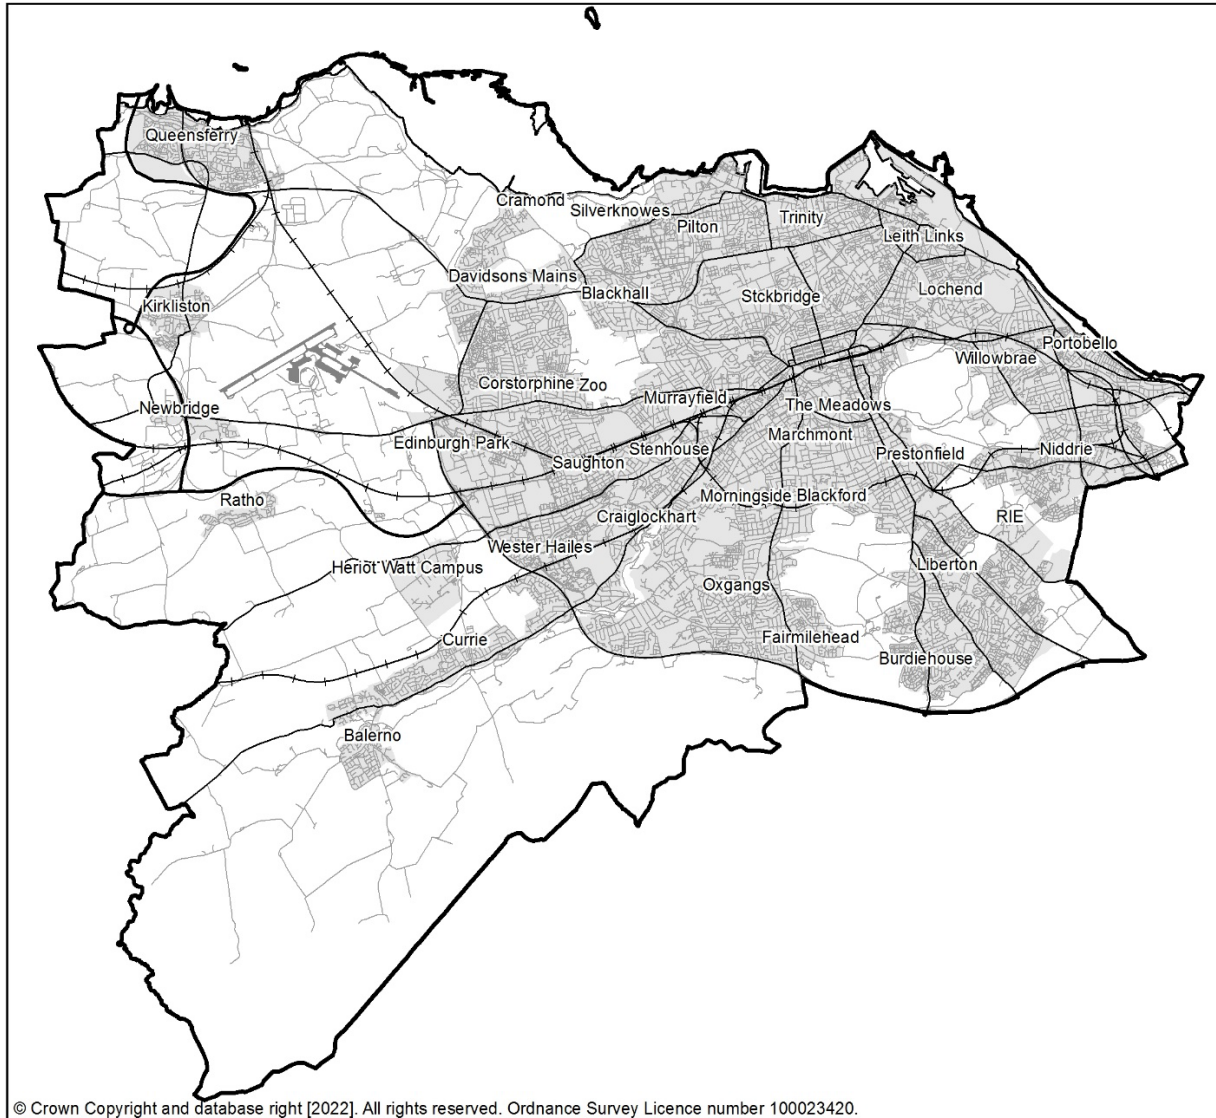 Queensferry
Cramond
Silverknowes
Pilton
Trinity
Leith Links
Davidsons Mains
Blackhall
Stckbridge
Lochend
Kirkliston
Willowbrae
Portobello
Corstorphine
Zoo
Murrayfield
The Meadows
Newbridge
Edinburgh Park
Saughton
Stenhouse
Marchmont
Prestonfield
Niddrie
Ratho
Morningside
Blackford
Craiglockhart
RIE
Wester Hailes
Heriot Watt Campus
Oxgangs
Liberton
Currie
Fairmilehead
Burdiehouse
Balerno
© Crown Copyright and database right [2022]. All rights reserved. Ordnance Survey Licence number 100023420.